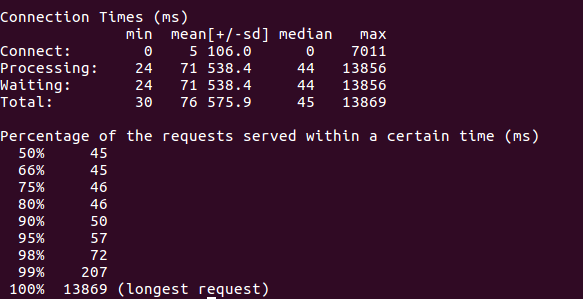 Connection Times (ms)
              min  mean[+/-sd] median   max
Connect:        0    5 106.0      0    7011
Processing:    24   71 538.4     44   13856
Waiting:       24   71 538.4     44   13856
Total:         30   76 575.9     45   13869

Percentage of the requests served within a certain time (ms)
  50%     45
  66%     45
  75%     46
  80%     46
  90%     50
  95%     57
  98%     72
  99%    207
 100%  13869 (longest request)